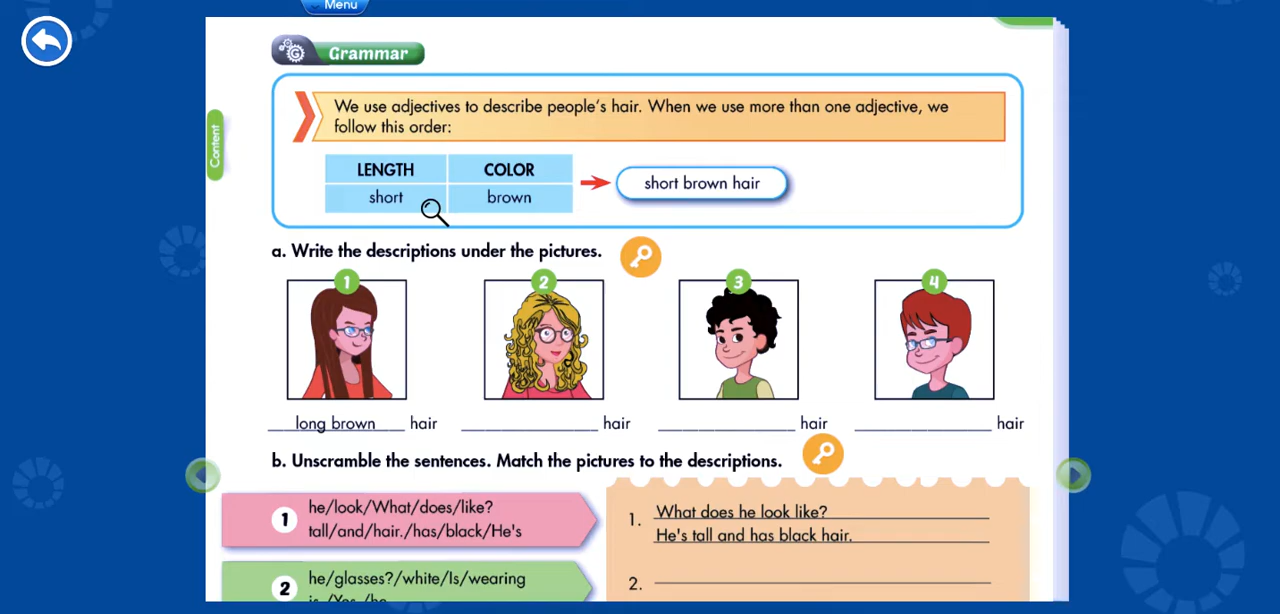 Menu
Content
G Grammar
We use adjectives to describe people's hair. When we use more than one adjective, we
follow this order:
LENGTH COLOR
short brown
short brown hair
a. Write the descriptions under the pictures.
1 2 3 4
long brown hair hair hair hair
b. Unscramble the sentences. Match the pictures to the descriptions.
1
he/look/What/does/like?
tall/and/hair./has/black/He's
2
he/glasses?/white/Is/wearing
is./Yes,/he
1. What does he look like?
He's tall and has black hair.
2.